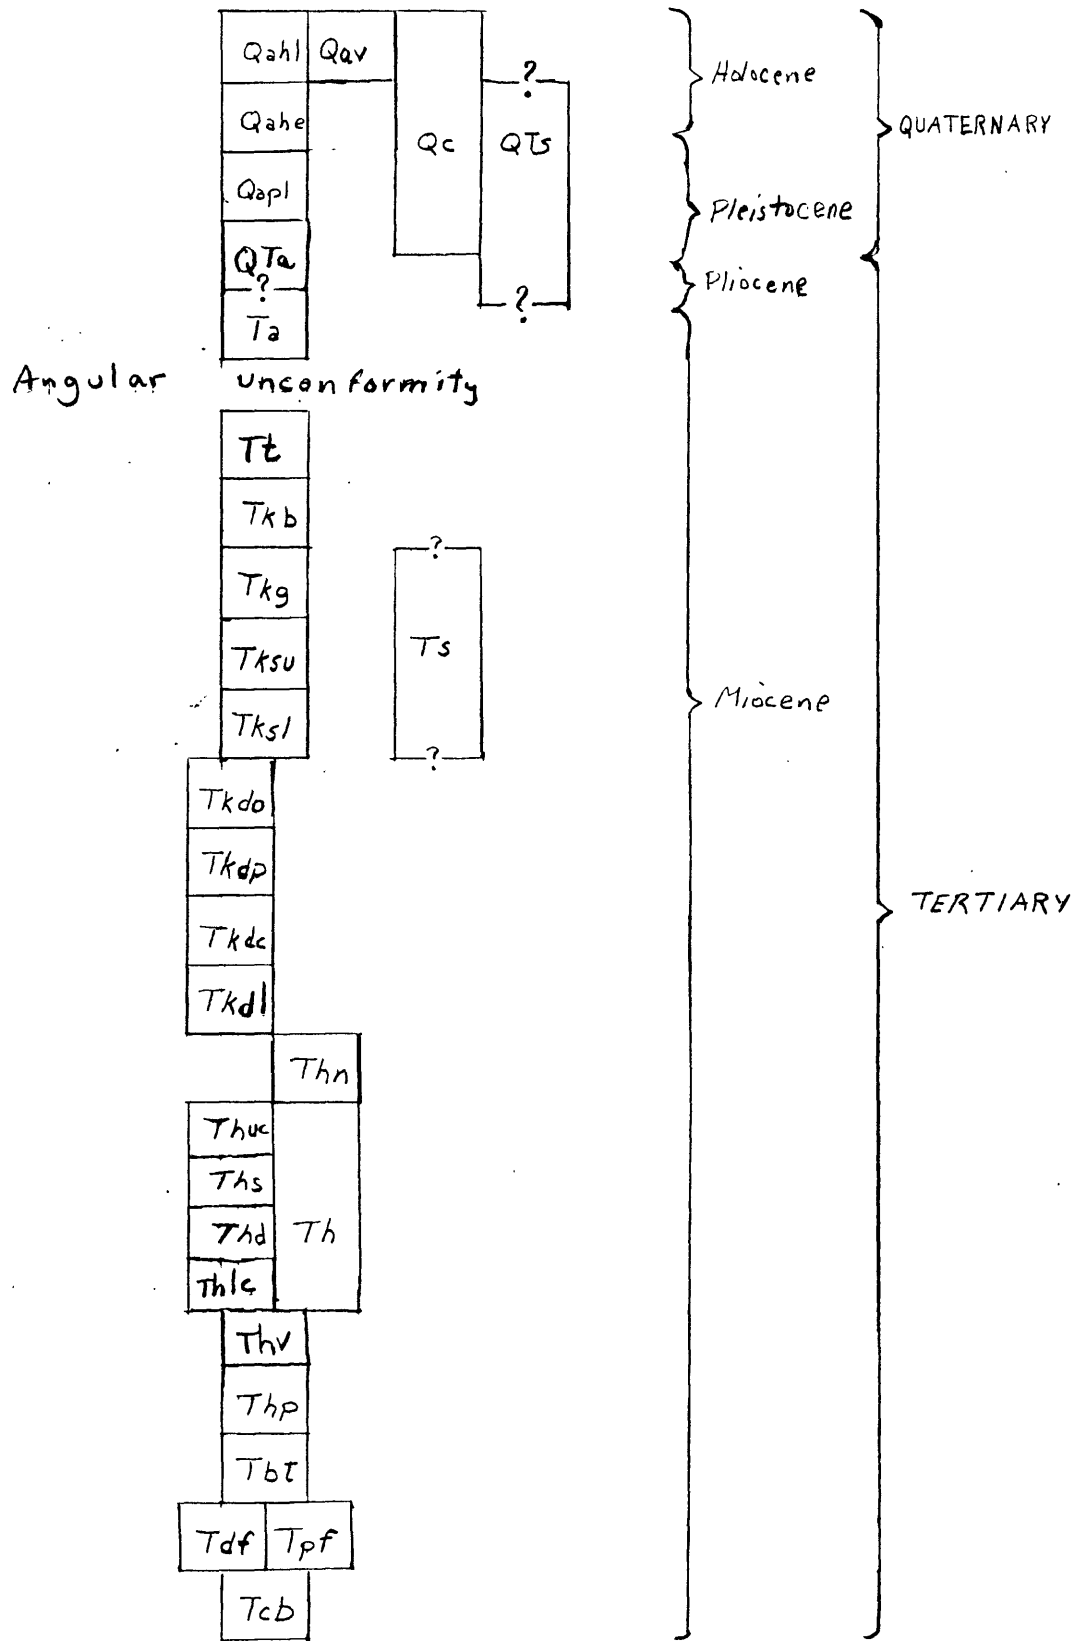 Qahl Qav
?
Holocene
Qahe
Qc QTs
QUATERNARY
Qapl
Pleistocene
QTa
?
Pliocene
?
Ta
Angular unconformity
Tt
Tkb
?
Tkg
Tksu
Ts
Tksl
Miocene
?
Tkdo
Tkdp
TERTIARY
Tkdc
Tkdl
Thn
Thuc
Ths
Thd Th
Thlc
Thv
Thp
Tbt
Tdf Tpf
Tcb